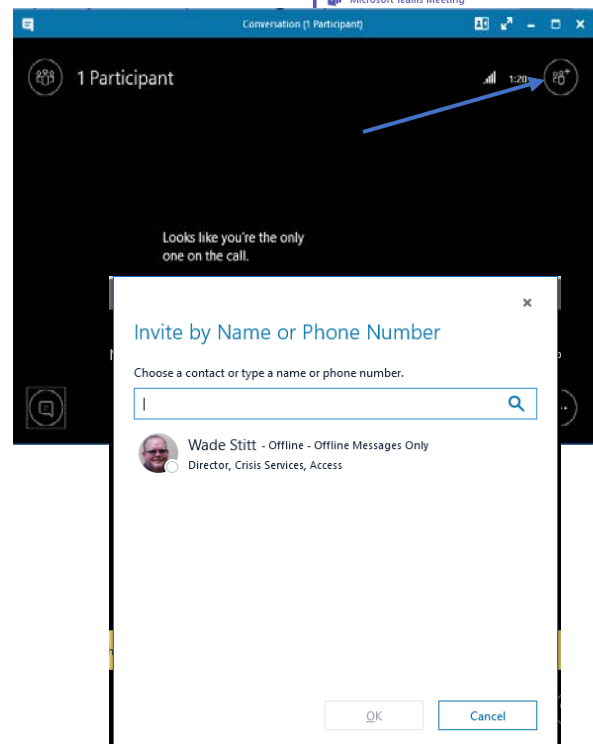 Microsoft Teams Meeting
Conversation (1 Participant)
1 Participant
1:20
Looks like you're the only
one on the call.
Invite by Name or Phone Number
Choose a contact or type a name or phone number.
Wade Stitt - Offline - Offline Messages Only
Director, Crisis Services, Access
OK
Cancel